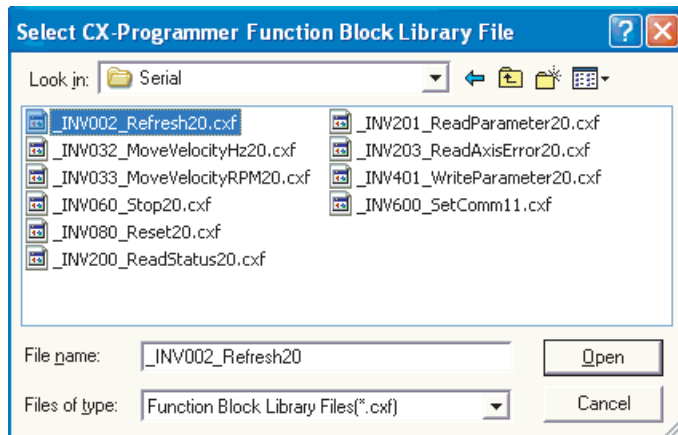 Select CX-Programmer Function Block Library File
Look in: Serial
_INV002_Refresh20.cxf
_INV032_MoveVelocityHz20.cxf
_INV033_MoveVelocityRPM20.cxf
_INV060_Stop20.cxf
_INV080_Reset20.cxf
_INV200_ReadStatus20.cxf
_INV201_ReadParameter20.cxf
_INV203_ReadAxisError20.cxf
_INV401_WriteParameter20.cxf
_INV600_SetComm11.cxf
File name: _INV002_Refresh20 Open
Files of type: Function Block Library Files(*.cxf) Cancel